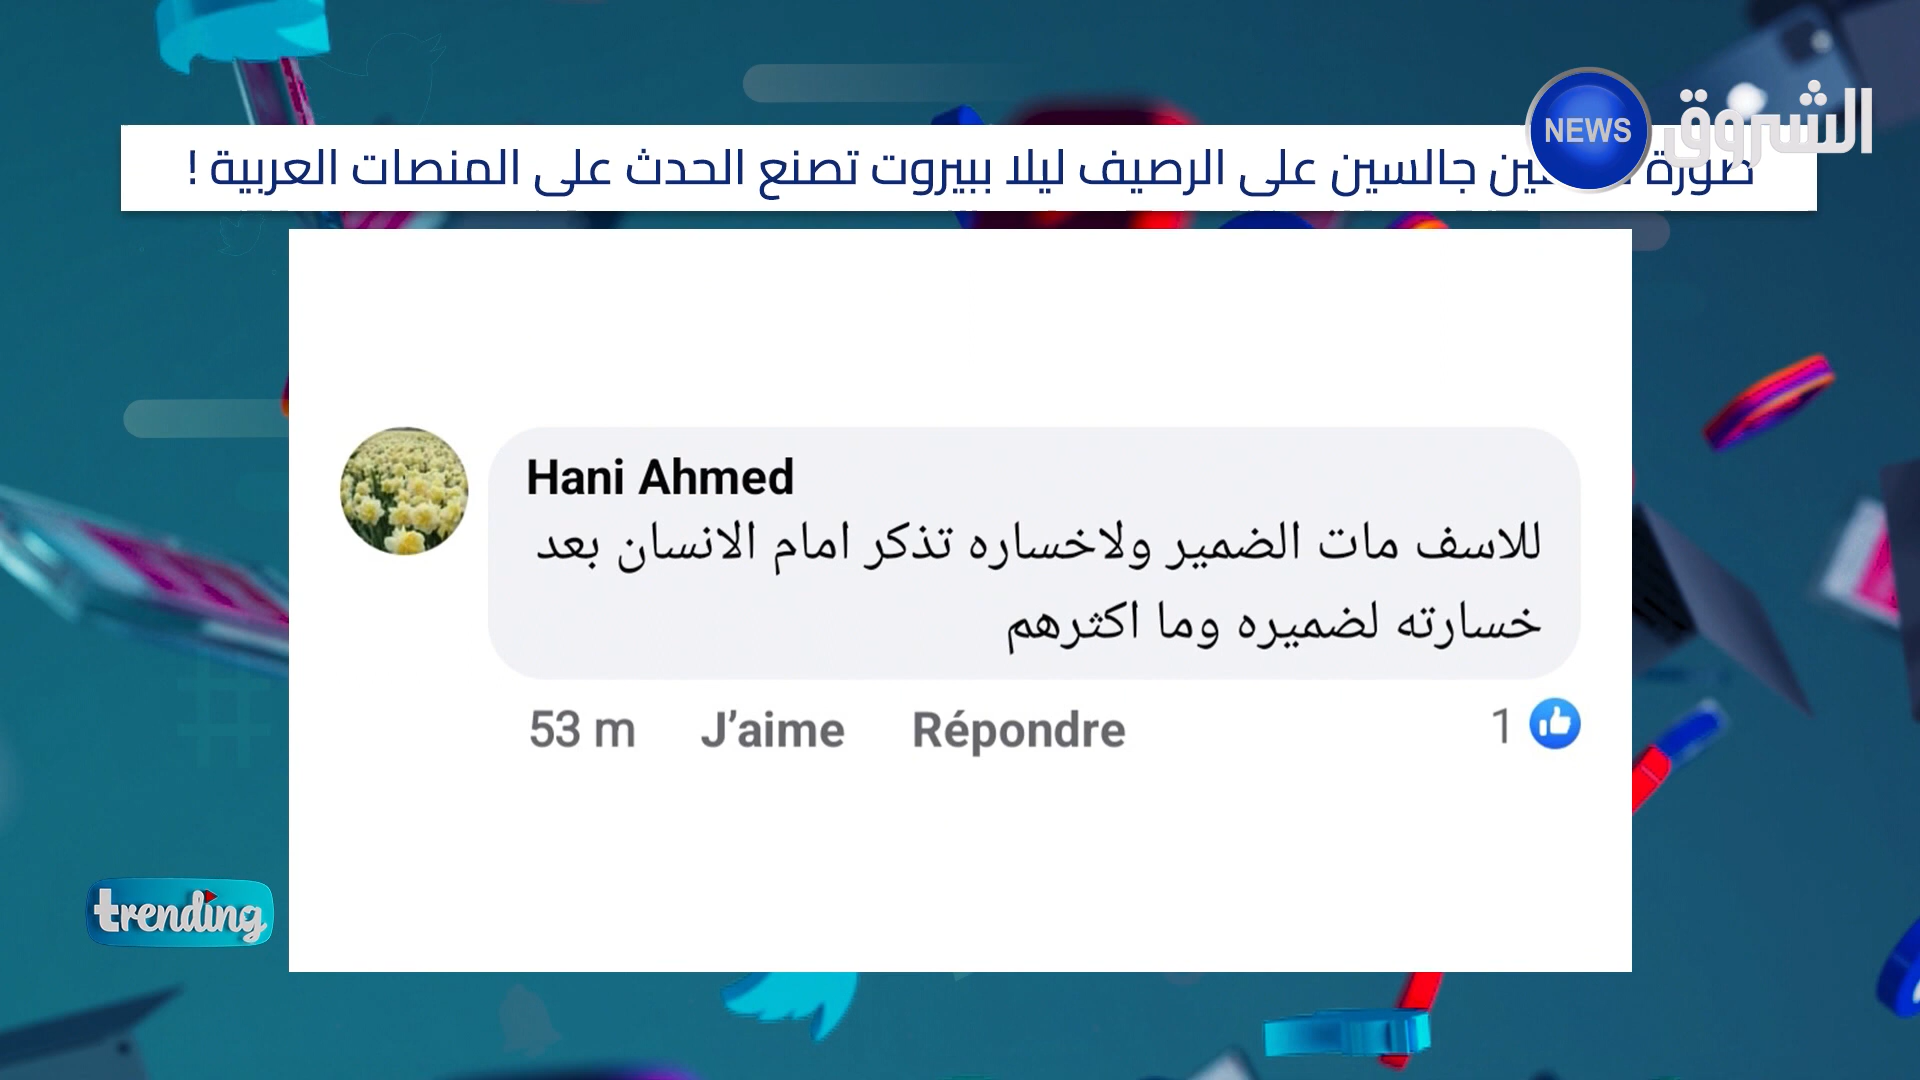 الشروق
NEWS
صورة جالسين على الرصيف ليلا ببيروت تصنع الحدث على المنصات العربية !
Hani Ahmed
للاسف مات الضمير ولاخساره تذكر امام الانسان بعد
خسارته لضميره وما اكثرهم
53 m J’aime Répondre 1
trending